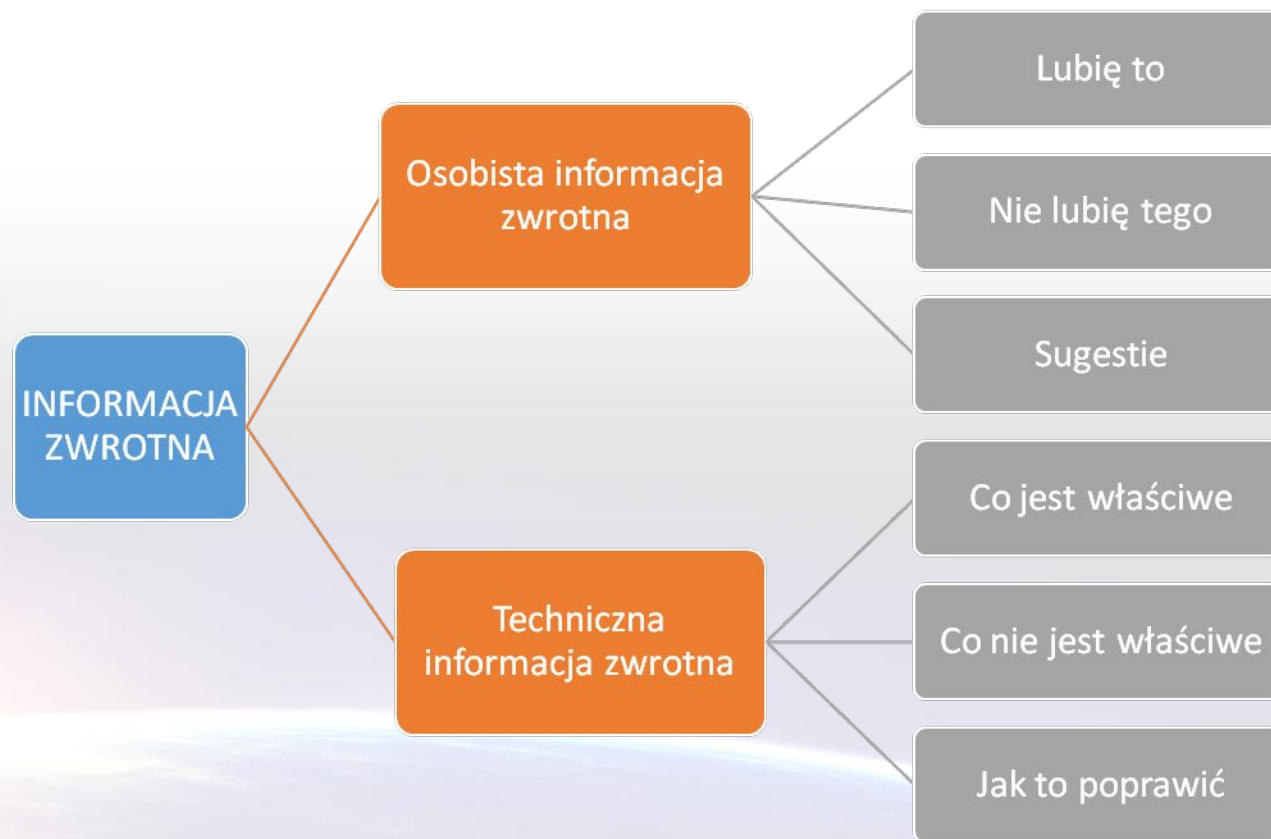 INFORMACJA
ZWROTNA
Osobista informacja
zwrotna
Lubię to
Nie lubię tego
Sugestie
Techniczna
informacja zwrotna
Co jest właściwe
Co nie jest właściwe
Jak to poprawić